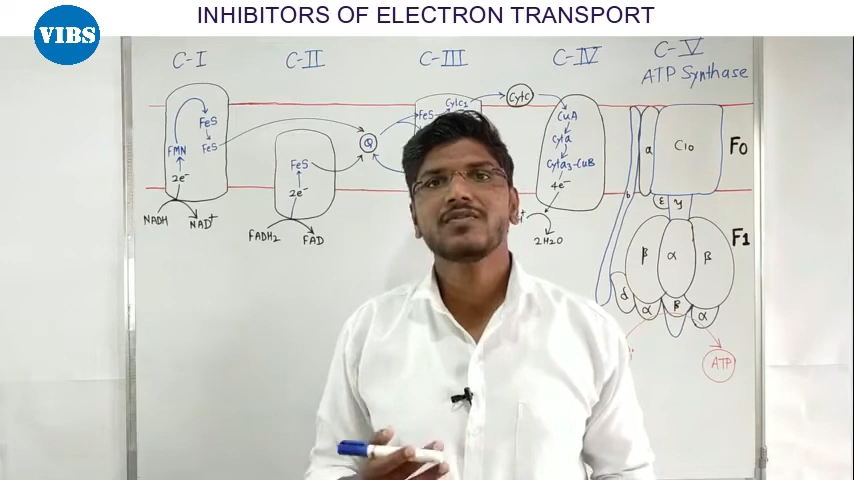 INHIBITORS OF ELECTRON TRANSPORT
VIBS
C-I
C-II
C-III
C-IV
C-V
ATP Synthase
FMN
FeS
FeS
2e-
NADH
NAD+
FeS
2e-
FADH2
FAD
Q
FeS
Cytc1
Cytc
CuA
Cyta
Cyta3-CuB
4e-
2H2O
a
C10
F0
b
ε
γ
F1
β
α
β
d
α
β
α
ATP